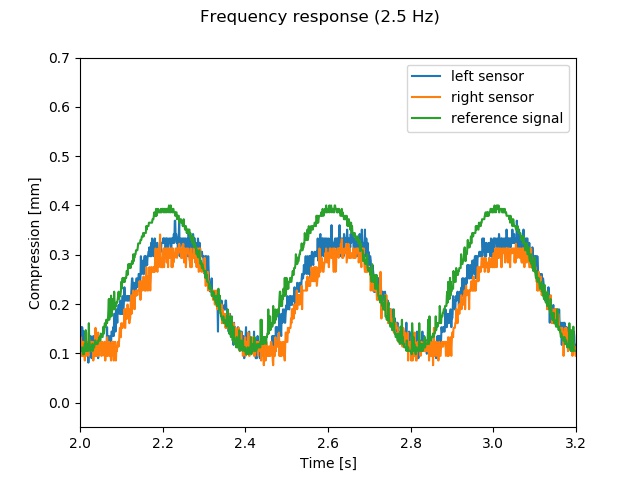 Frequency response (2.5 Hz)
0.7
0.6
0.5
0.4
0.3
0.2
0.1
0.0
Compression [mm]
left sensor
right sensor
reference signal
2.0 2.2 2.4 2.6 2.8 3.0 3.2
Time [s]